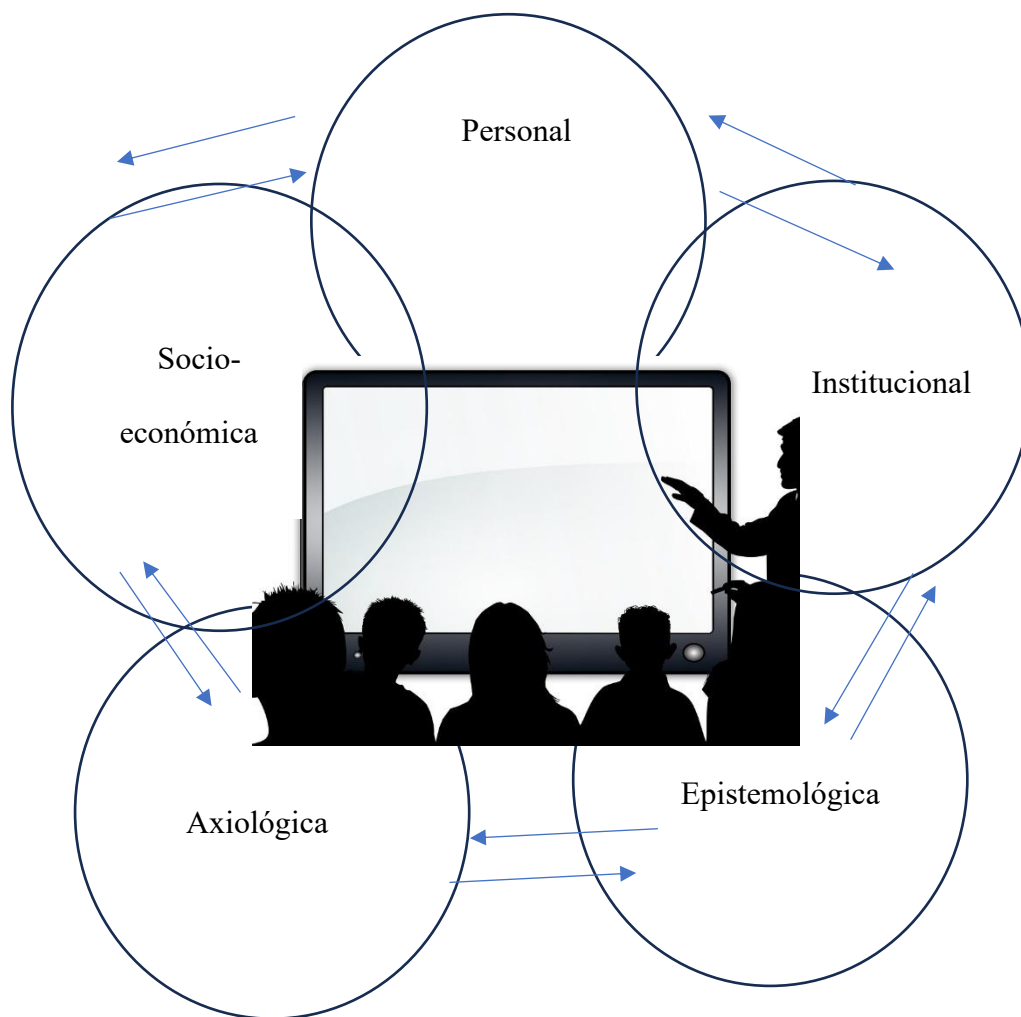 Personal
Socio-
económica
Institucional
Epistemológica
Axiológica